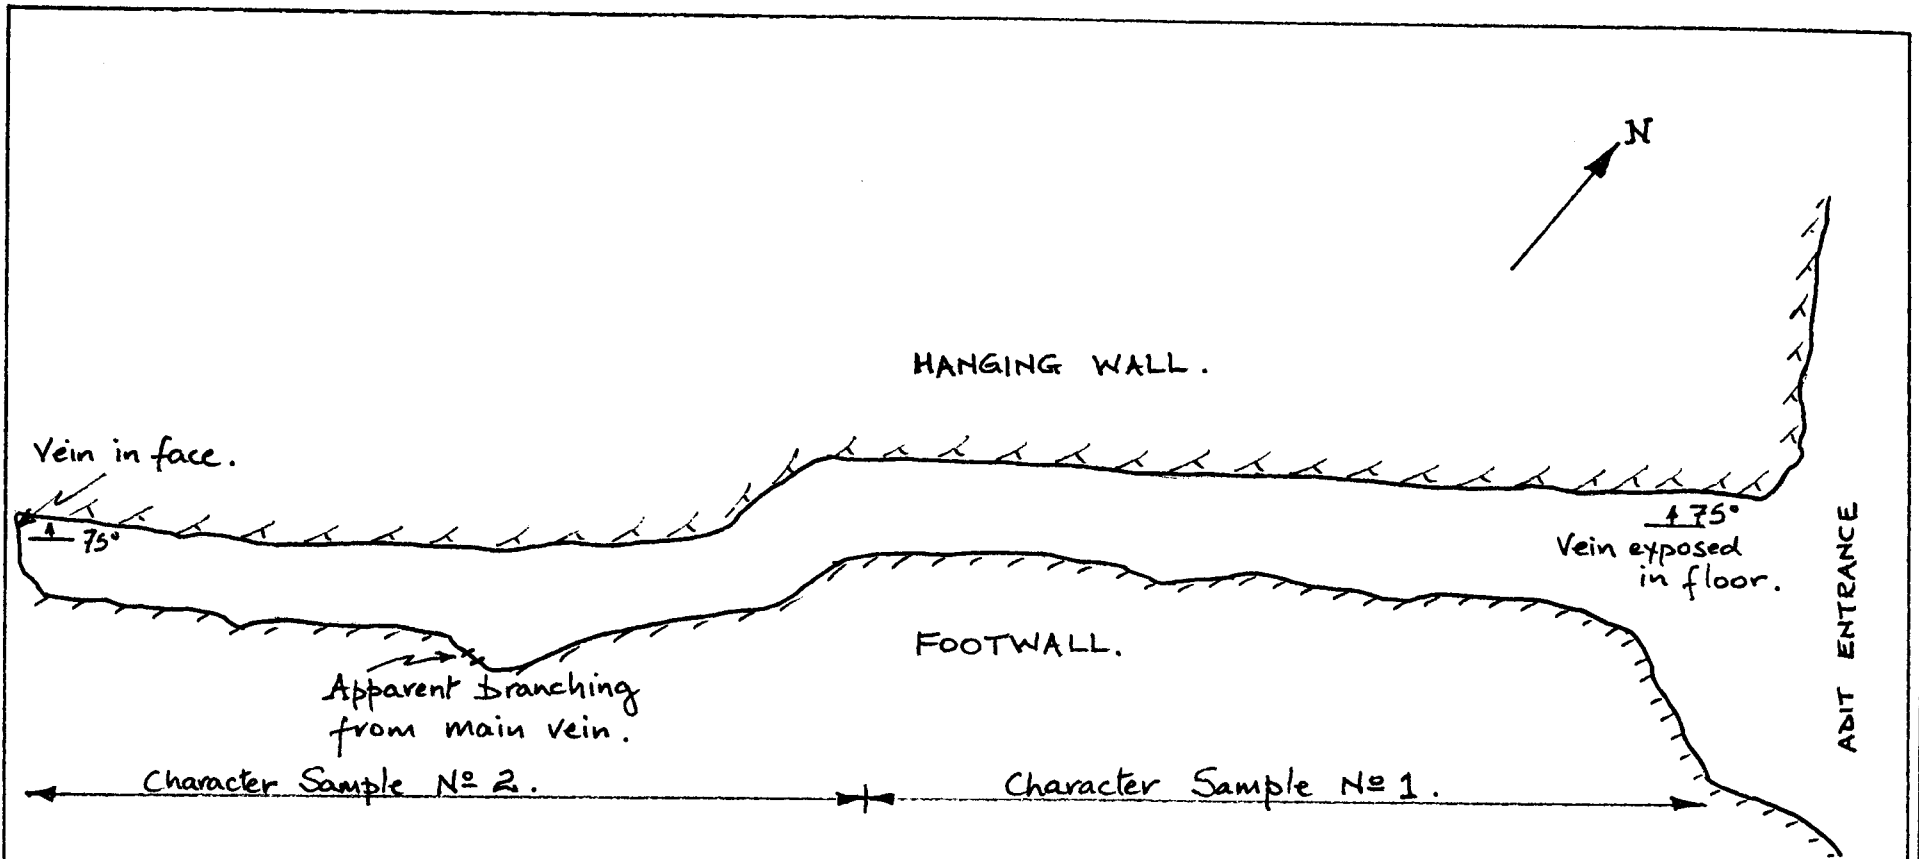 N
HANGING WALL.
Vein in face.
75°
75°
Vein exposed
in floor.
ADIT ENTRANCE
FOOTWALL.
Apparent branching
from main vein.
Character Sample Nº 2.
Character Sample Nº 1.